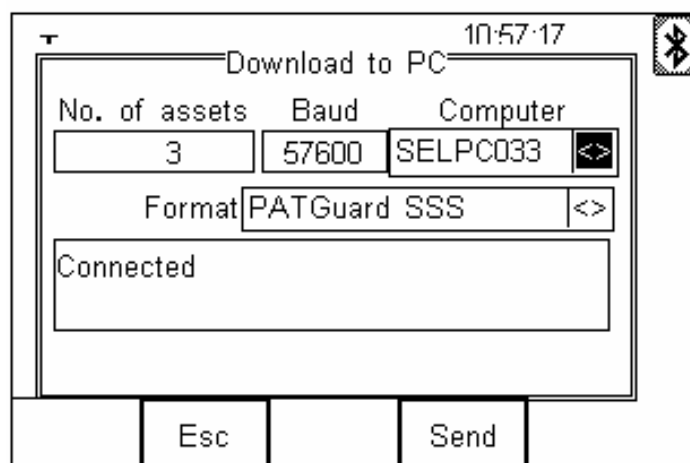 10:57:17
Download to PC
No. of assets Baud Computer
3 57600 SELPC033 <>
Format PATGuard SSS <>
Connected
Esc Send